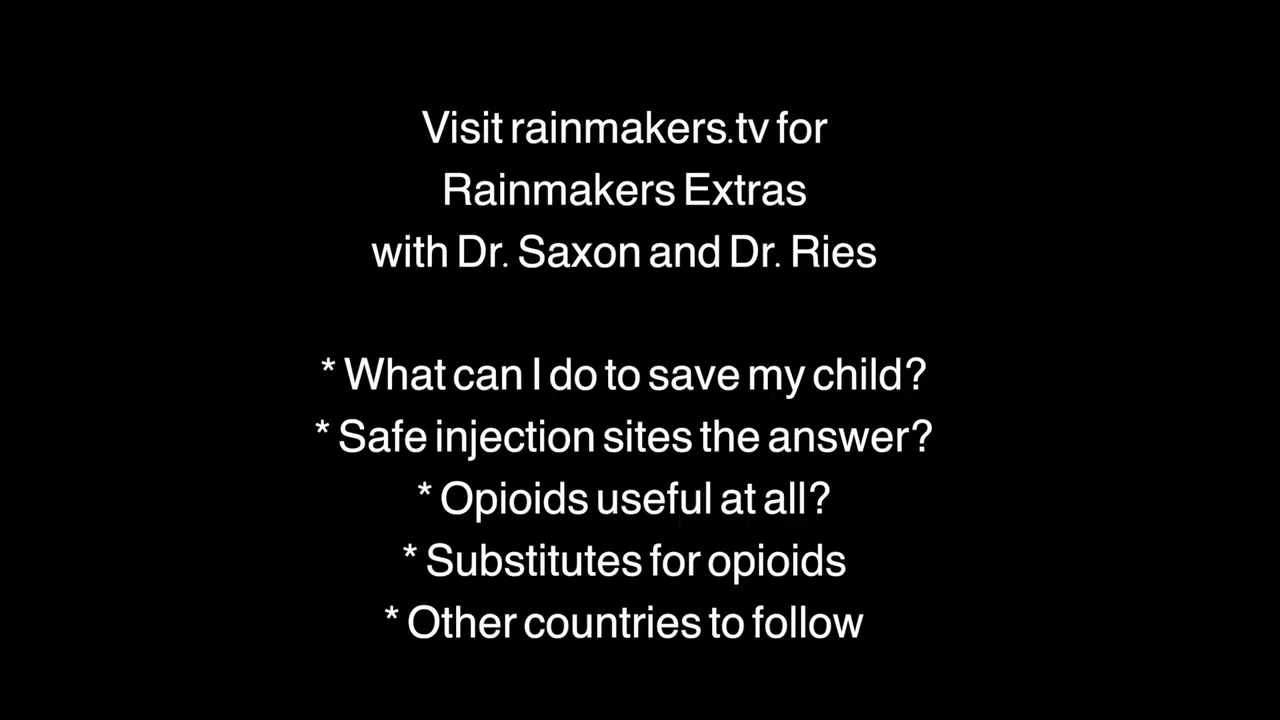 Visit rainmakers.tv for
Rainmakers Extras
with Dr. Saxon and Dr. Ries
* What can I do to save my child?
* Safe injection sites the answer?
* Opioids useful at all?
* Substitutes for opioids
* Other countries to follow